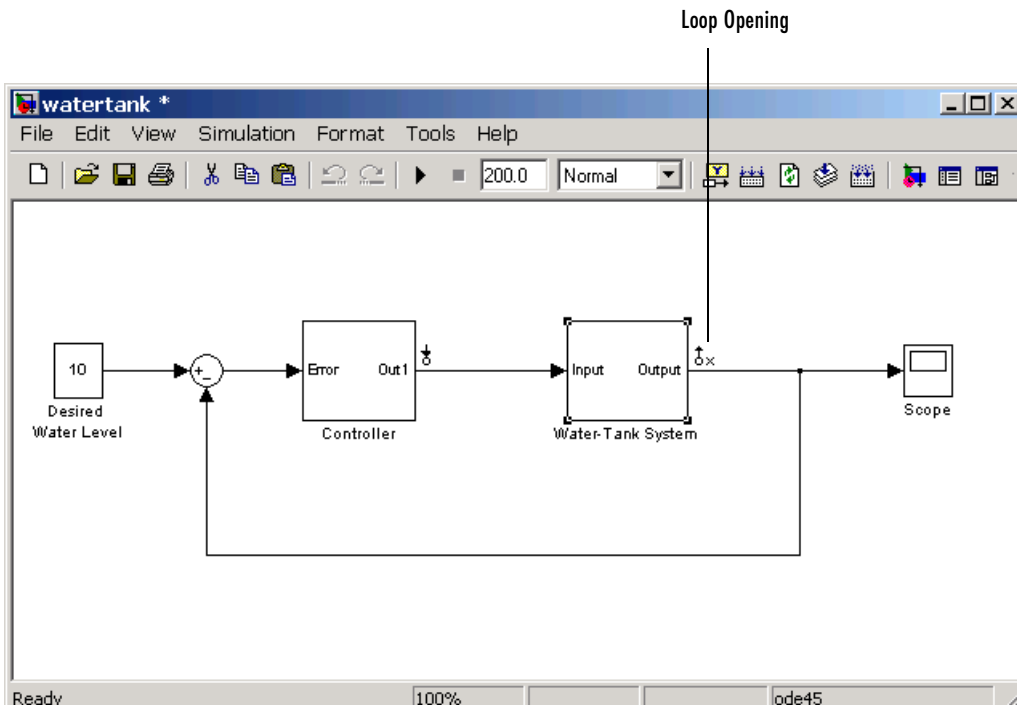 Loop Opening
watertank *
File Edit View Simulation Format Tools Help
200.0 Normal
10
+
-
Error Out1
Input Output
x
Desired
Water Level
Controller
Water-Tank System
Scope
Ready 100% ode45